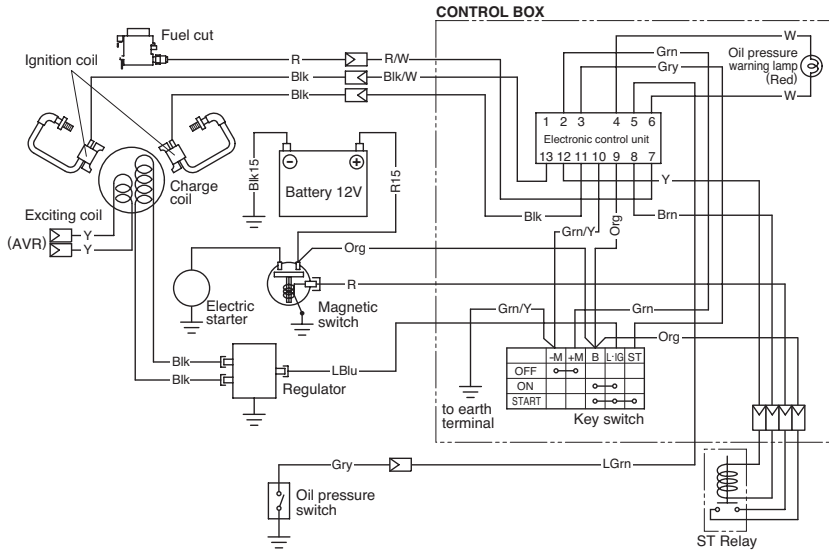 CONTROL BOX
Fuel cut
Ignition coil
R
R/W
Blk
Blk/W
Blk
Grn
Gry
W
Oil pressure
warning lamp
(Red)
W
1 2 3 4 5 6
Electronic control unit
13 12 11 10 9 8 7
Y
Blk15
Battery 12V
R15
Charge
coil
Exciting coil
(AVR)
Y
Y
Blk
Grn/Y
Org
Brn
Org
R
Electric
starter
Magnetic
switch
Grn/Y
Grn
Org
Blk
Blk
LBlu
Regulator
-M +M B L·IG ST
OFF
ON
START
to earth
terminal
Key switch
Gry
LGrn
Oil pressure
switch
ST Relay